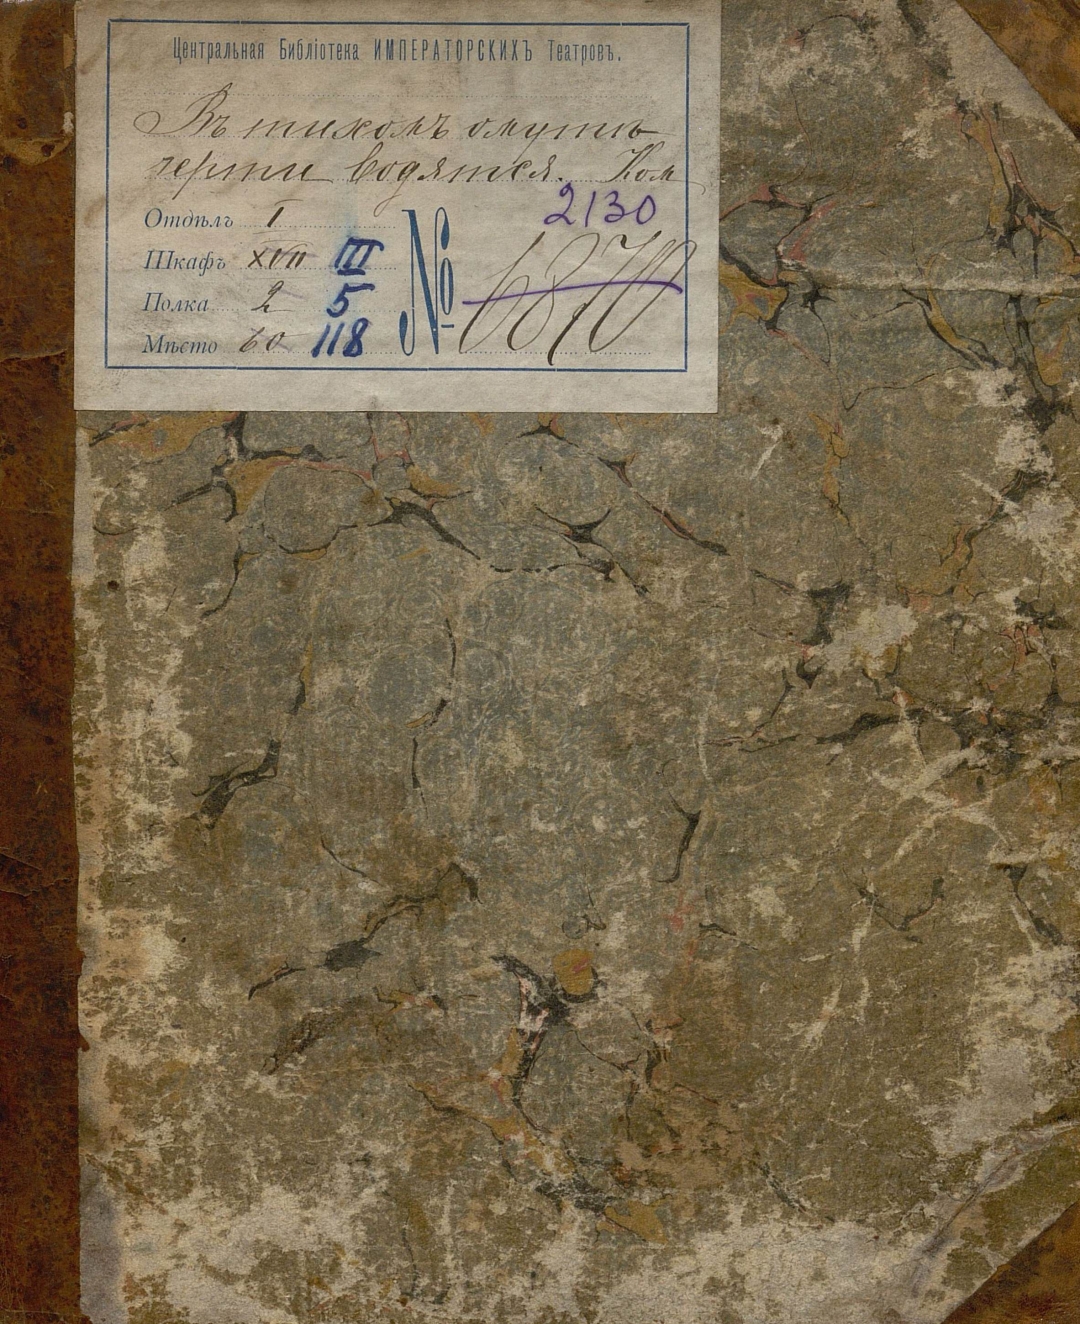 Центральная Библіотека ИМПЕРАТОРСКИХЪ Театровъ.
Въ тихомъ омутѣ
черти водятся. Ком
2130
Отдѣлъ I
Шкафъ XVII III
Полка 2 5
Мѣсто 60 118
№ 6870